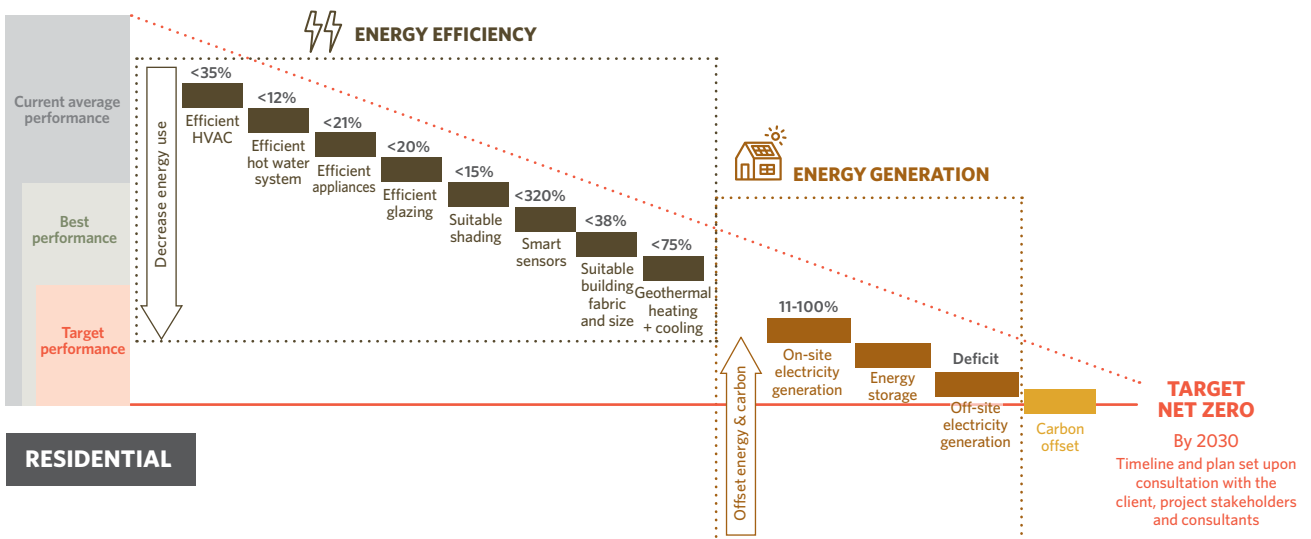 ENERGY EFFICIENCY
Current average
performance
Best
performance
Target
performance
Decrease energy use
<35%
Efficient
HVAC
<12%
Efficient
hot water
system
<21%
Efficient
appliances
<20%
Efficient
glazing
<15%
Suitable
shading
<320%
Smart
sensors
<38%
Suitable
building
fabric
and size
<75%
Geothermal
heating
+ cooling
ENERGY GENERATION
Offset energy & carbon
11-100%
On-site
electricity
generation
Energy
storage
Deficit
Off-site
electricity
generation
Carbon
offset
TARGET
NET ZERO
By 2030
Timeline and plan set upon
consultation with the
client, project stakeholders
and consultants
RESIDENTIAL